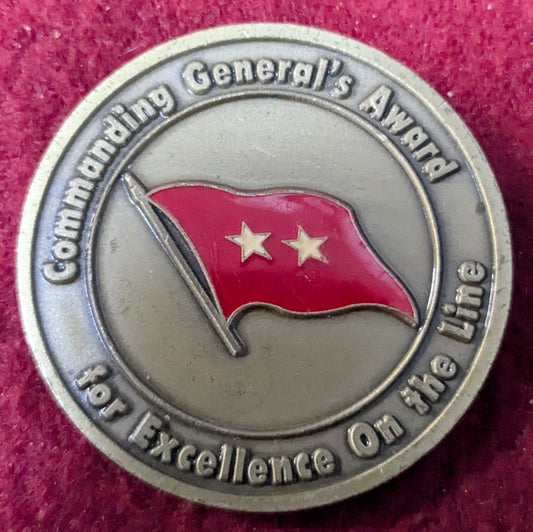 Commanding General's Award
for Excellence On the Line